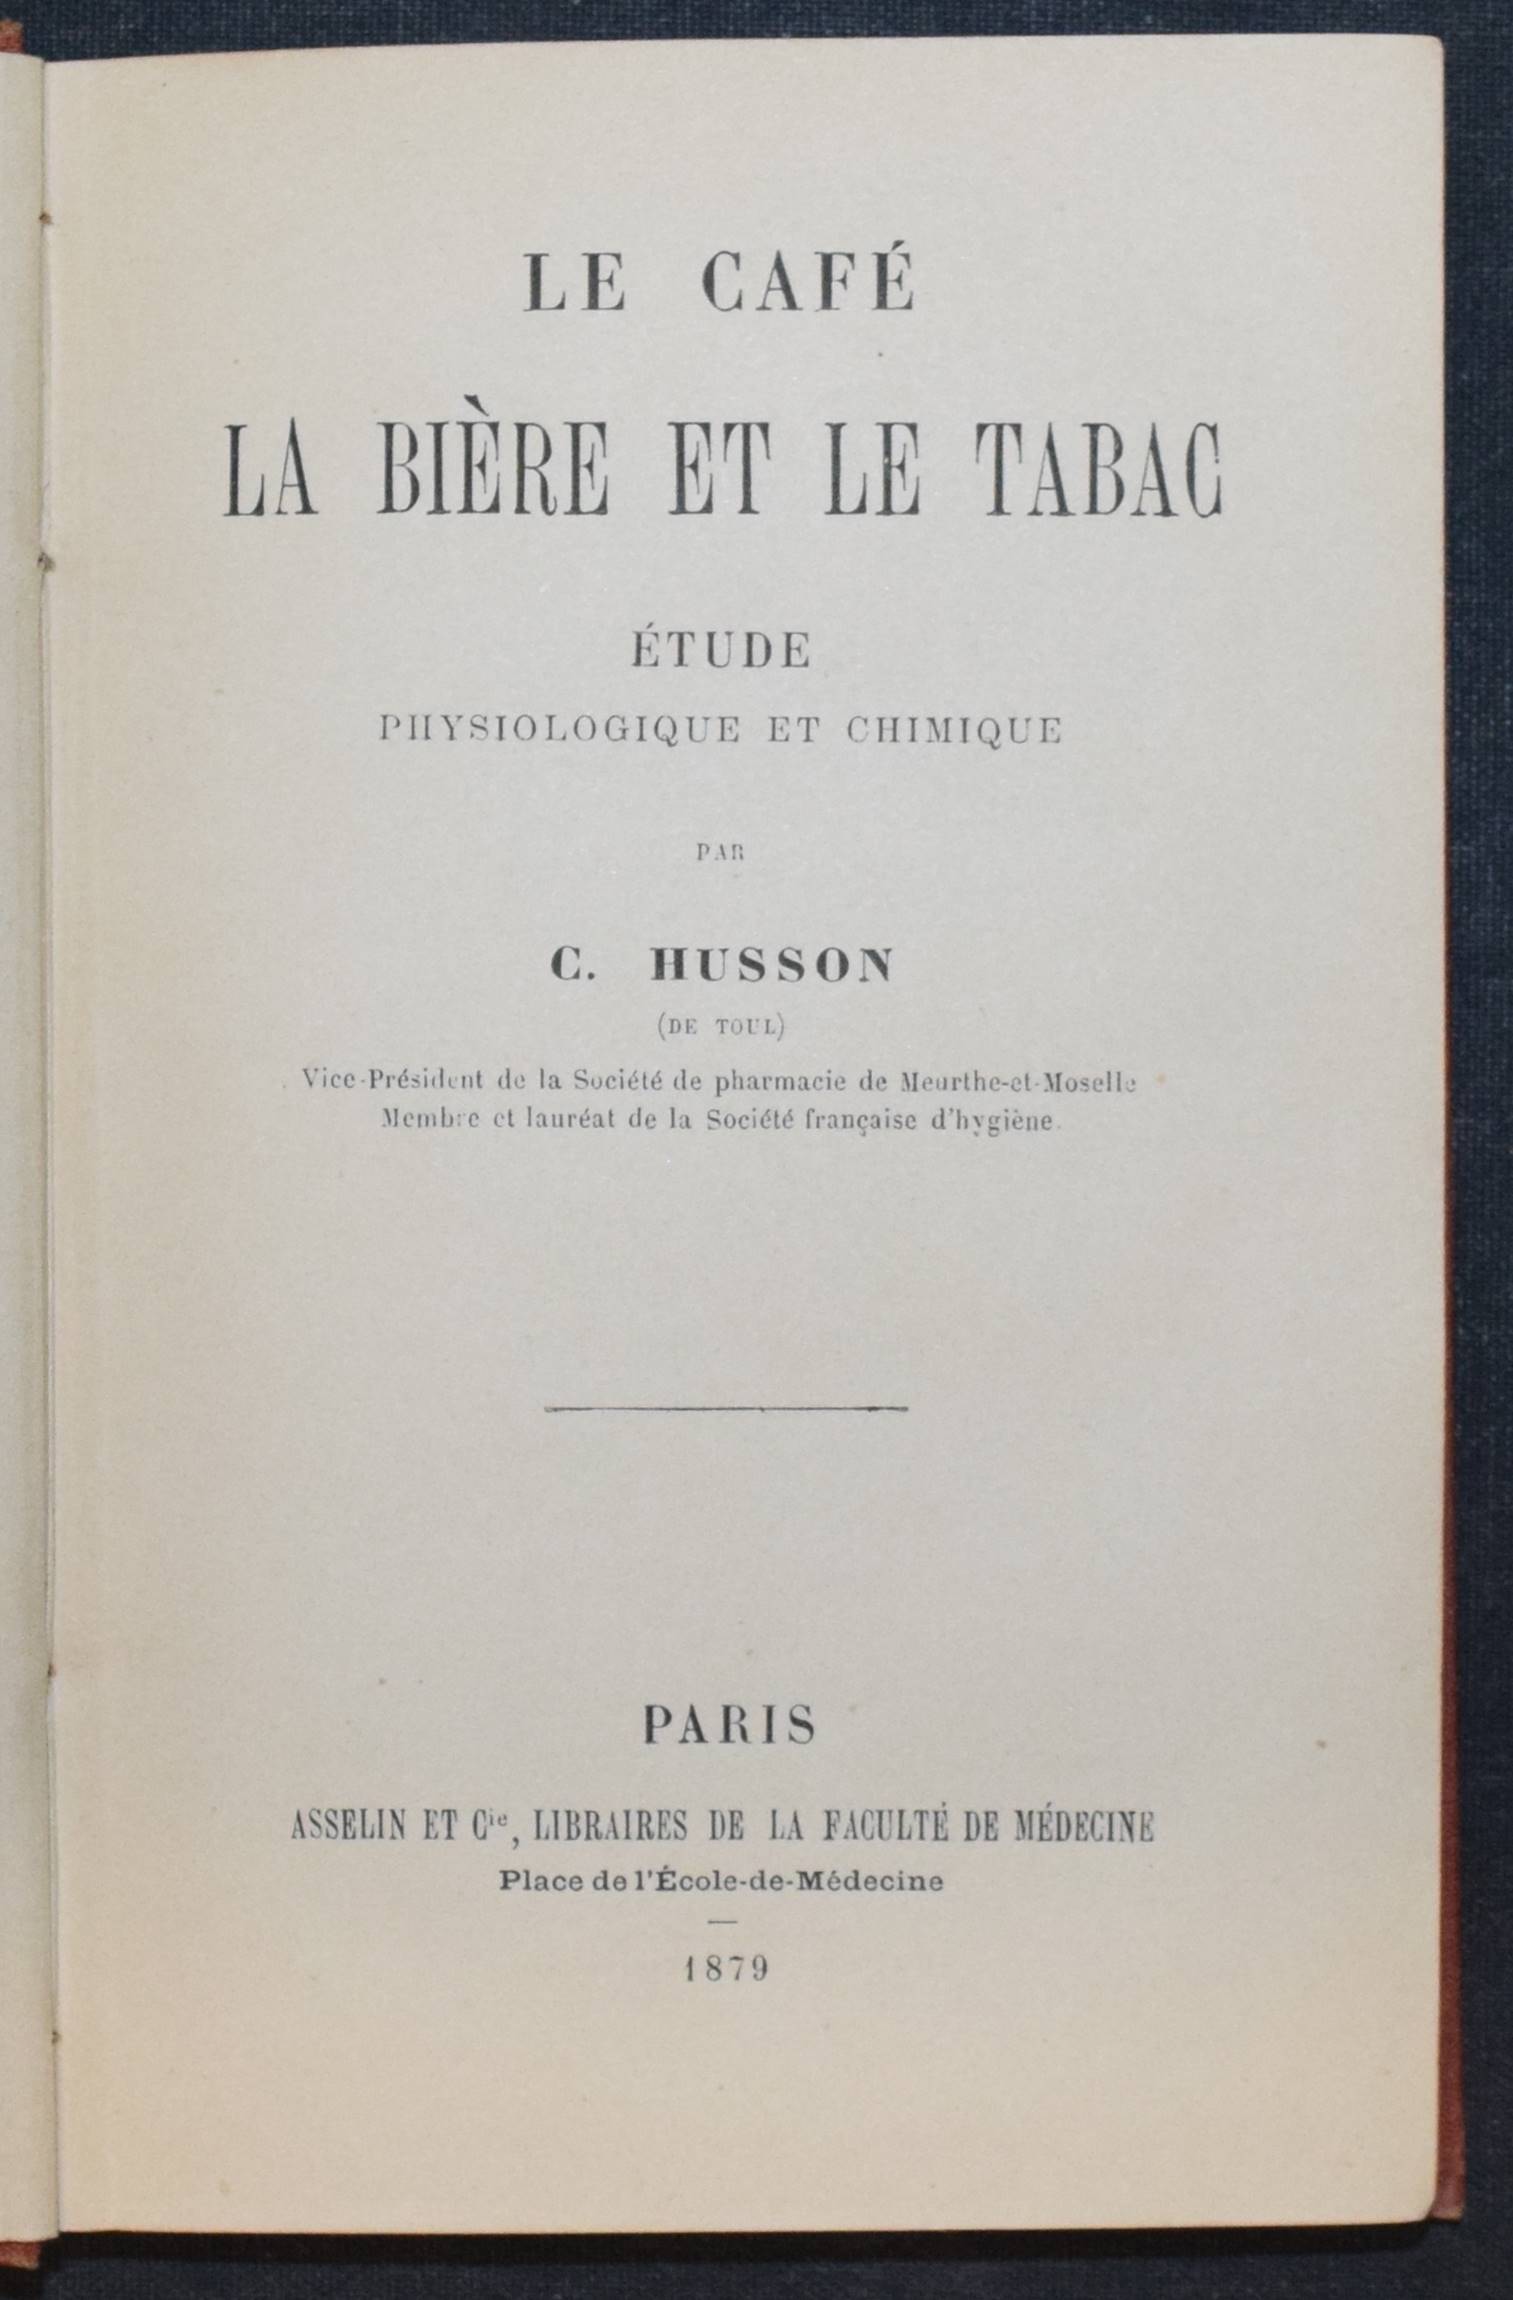 LE CAFÉ
LA BIÈRE ET LE TABAC
ÉTUDE
PHYSIOLOGIQUE ET CHIMIQUE
PAR
C. HUSSON
(DE TOUL)
Vice-Président de la Société de pharmacie de Meurthe-et-Moselle
Membre et lauréat de la Société française d'hygiène.
PARIS
ASSELIN ET Cie, LIBRAIRES DE LA FACULTÉ DE MÉDECINE
Place de l'École-de-Médecine
1879